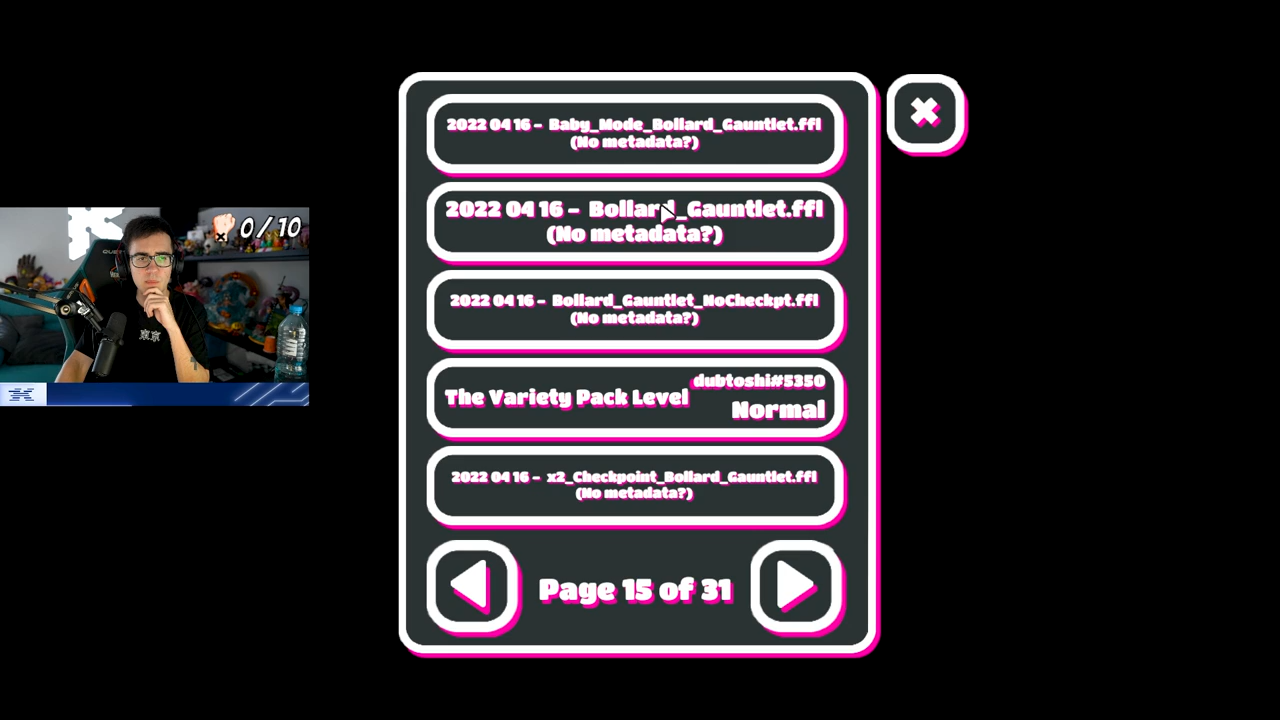 2022 04 16 - Baby_Mode_Bollard_Gauntlet.ffl
(No metadata?)
2022 04 16 - Bollard_Gauntlet.ffl
(No metadata?)
2022 04 16 - Bollard_Gauntlet_NoCheckpt.ffl
(No metadata?)
dubtoshi#5350
The Variety Pack Level
Normal
2022 04 16 - x2_Checkpoint_Bollard_Gauntlet.ffl
(No metadata?)
Page 15 of 31
0/10